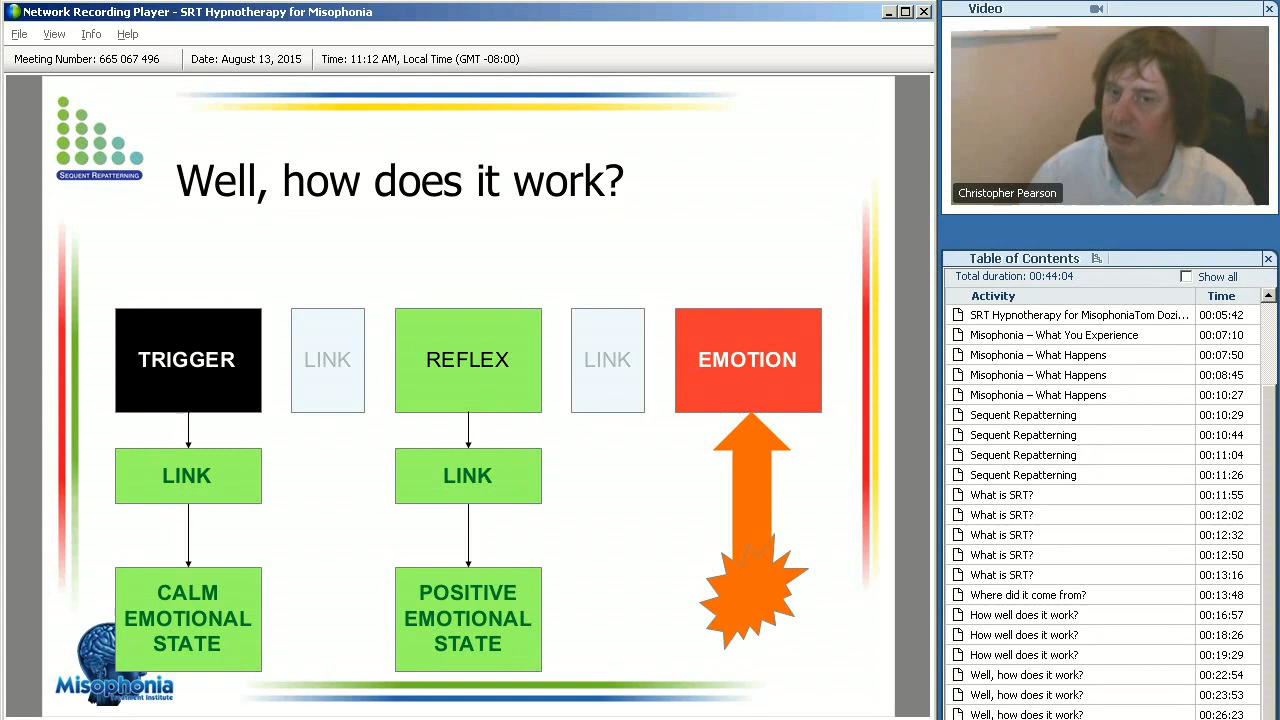 Network Recording Player - SRT Hypnotherapy for Misophonia
File View Info Help
Meeting Number: 665 067 496 Date: August 13, 2015 Time: 11:12 AM, Local Time (GMT -08:00)
SEQUENT REPATTERNING
Well, how does it work?
TRIGGER LINK REFLEX LINK EMOTION
LINK LINK
CALM
EMOTIONAL
STATE
POSITIVE
EMOTIONAL
STATE
Misophonia
Treatment Institute
Video
Christopher Pearson
Table of Contents
Total duration: 00:44:04 Show all
Activity Time
SRT Hypnotherapy for MisophoniaTom Dozi... 00:05:42
Misophonia – What You Experience 00:07:10
Misophonia – What Happens 00:07:50
Misophonia – What Happens 00:08:45
Misophonia – What Happens 00:10:27
Sequent Repatterning 00:10:29
Sequent Repatterning 00:10:44
Sequent Repatterning 00:11:04
Sequent Repatterning 00:11:26
What is SRT? 00:11:55
What is SRT? 00:12:02
What is SRT? 00:12:32
What is SRT? 00:12:50
What is SRT? 00:13:16
Where did it come from? 00:13:48
How well does it work? 00:16:57
How well does it work? 00:18:26
How well does it work? 00:19:29
Well, how does it work? 00:22:54
Well, how does it work? 00:23:53
Well, how does it work? 00:26:23